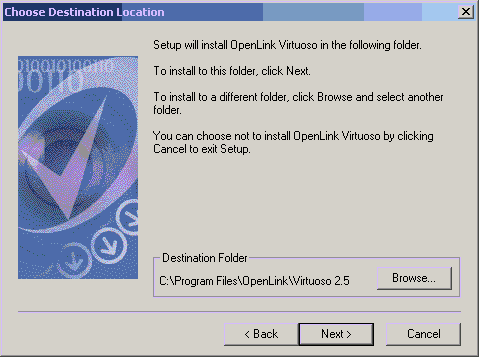 Choose Destination Location
Setup will install OpenLink Virtuoso in the following folder.
To install to this folder, click Next.
To install to a different folder, click Browse and select another
folder.
You can choose not to install OpenLink Virtuoso by clicking
Cancel to exit Setup.
Destination Folder
C:\Program Files\OpenLink\Virtuoso 2.5
Browse...
< Back
Next >
Cancel